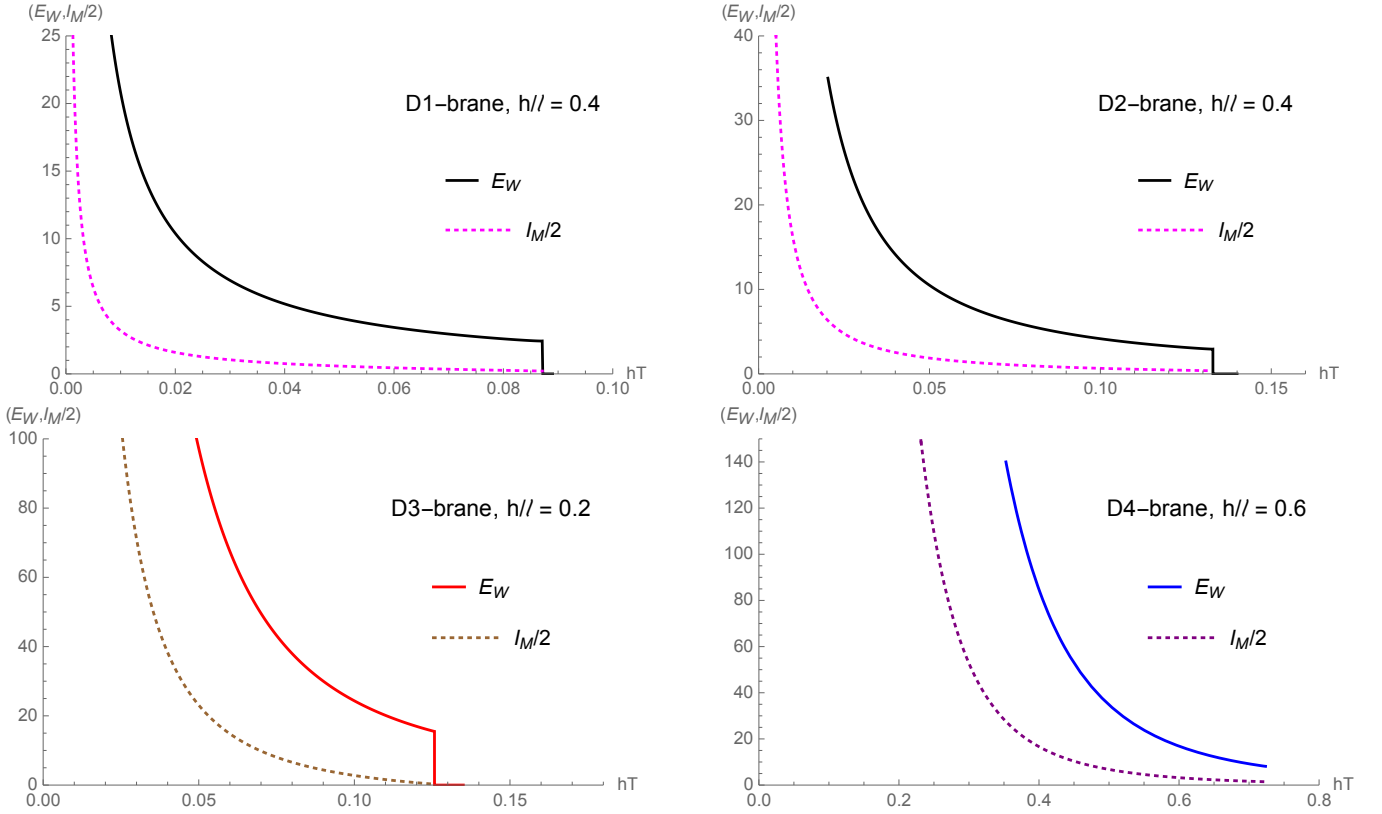 (E_W,I_M/2)
25
20
15
10
5
0
0.00 0.02 0.04 0.06 0.08 0.10
hT
D1-brane, h/ℓ = 0.4
E_W
I_M/2
(E_W,I_M/2)
40
30
20
10
0
0.00 0.05 0.10 0.15
hT
D2-brane, h/ℓ = 0.4
E_W
I_M/2
(E_W,I_M/2)
100
80
60
40
20
0
0.00 0.05 0.10 0.15
hT
D3-brane, h/ℓ = 0.2
E_W
I_M/2
(E_W,I_M/2)
140
120
100
80
60
40
20
0
0.0 0.2 0.4 0.6 0.8
hT
D4-brane, h/ℓ = 0.6
E_W
I_M/2